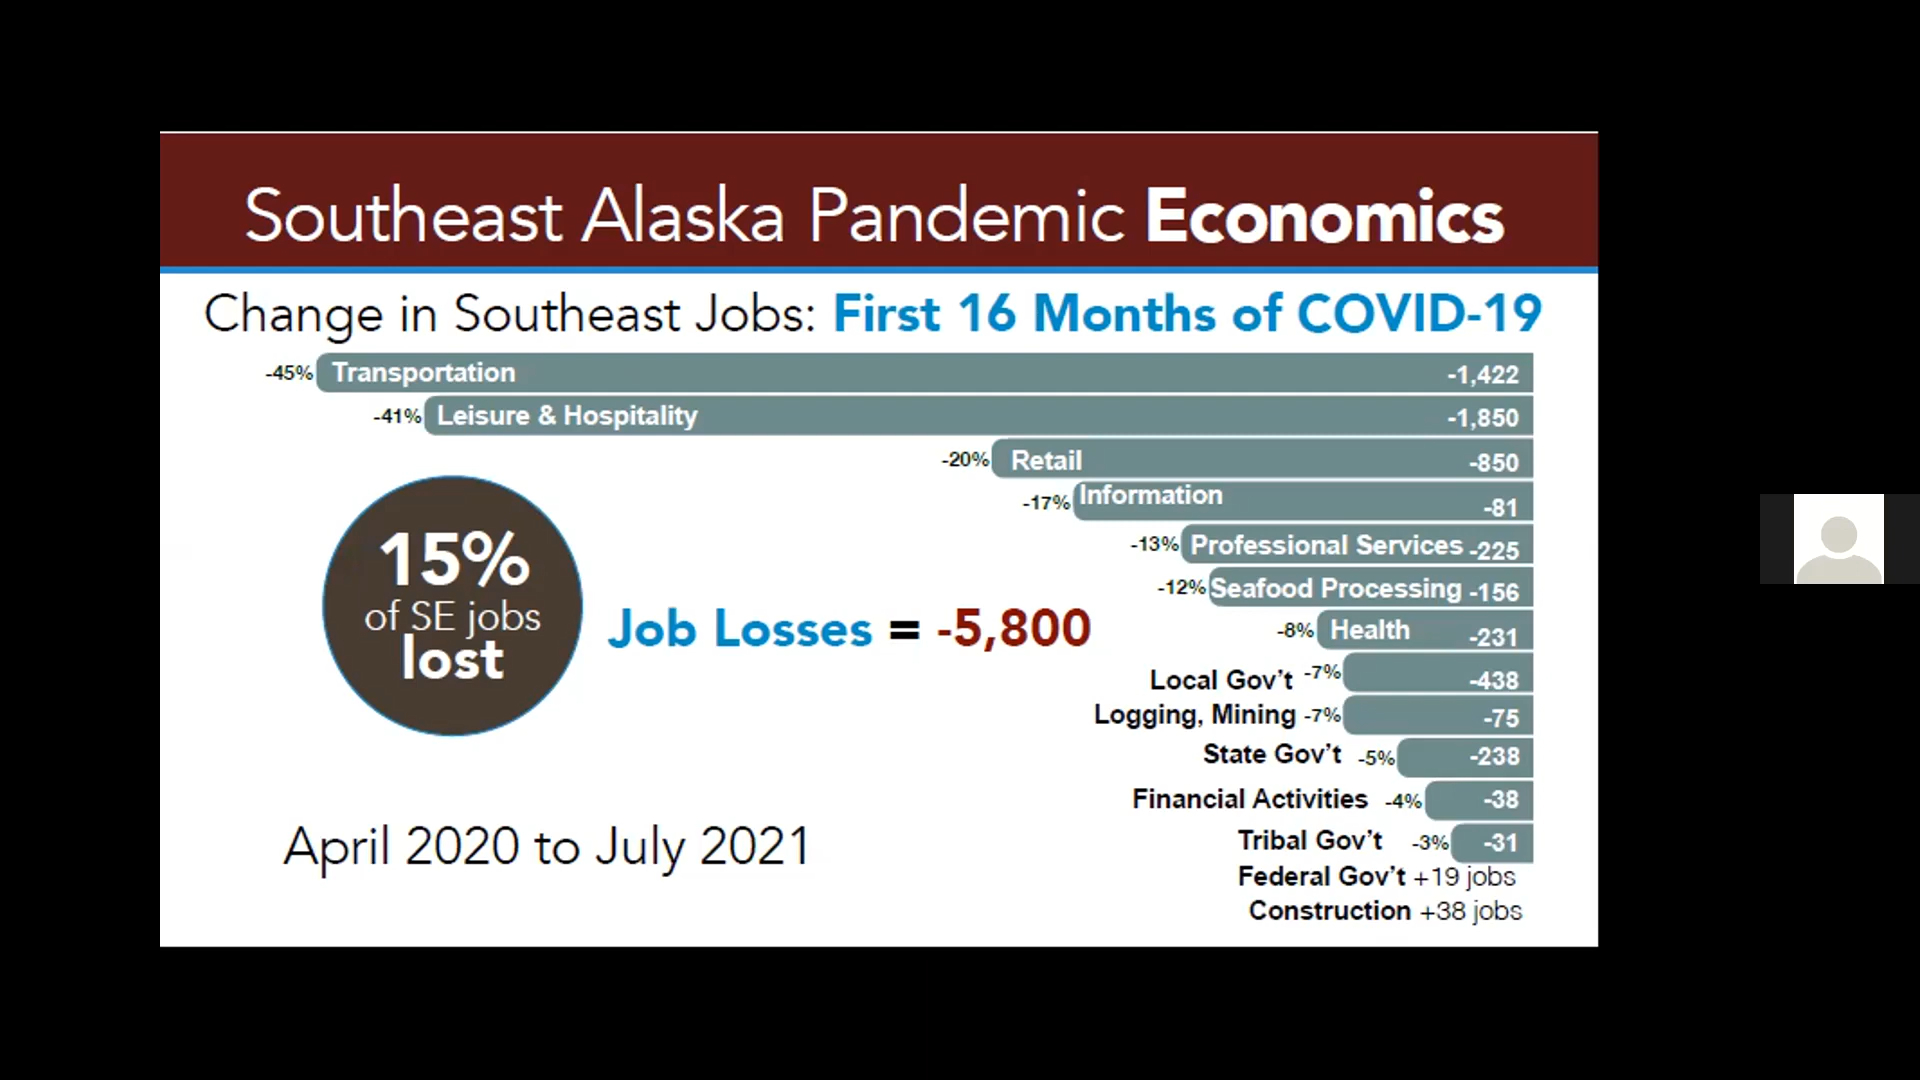 Southeast Alaska Pandemic Economics
Change in Southeast Jobs: First 16 Months of COVID-19
-45% Transportation -1,422
-41% Leisure & Hospitality -1,850
-20% Retail -850
-17% Information -81
-13% Professional Services -225
-12% Seafood Processing -156
-8% Health -231
Local Gov't -7% -438
Logging, Mining -7% -75
State Gov't -5% -238
Financial Activities -4% -38
Tribal Gov't -3% -31
Federal Gov't +19 jobs
Construction +38 jobs
15%
of SE jobs
lost
Job Losses = -5,800
April 2020 to July 2021